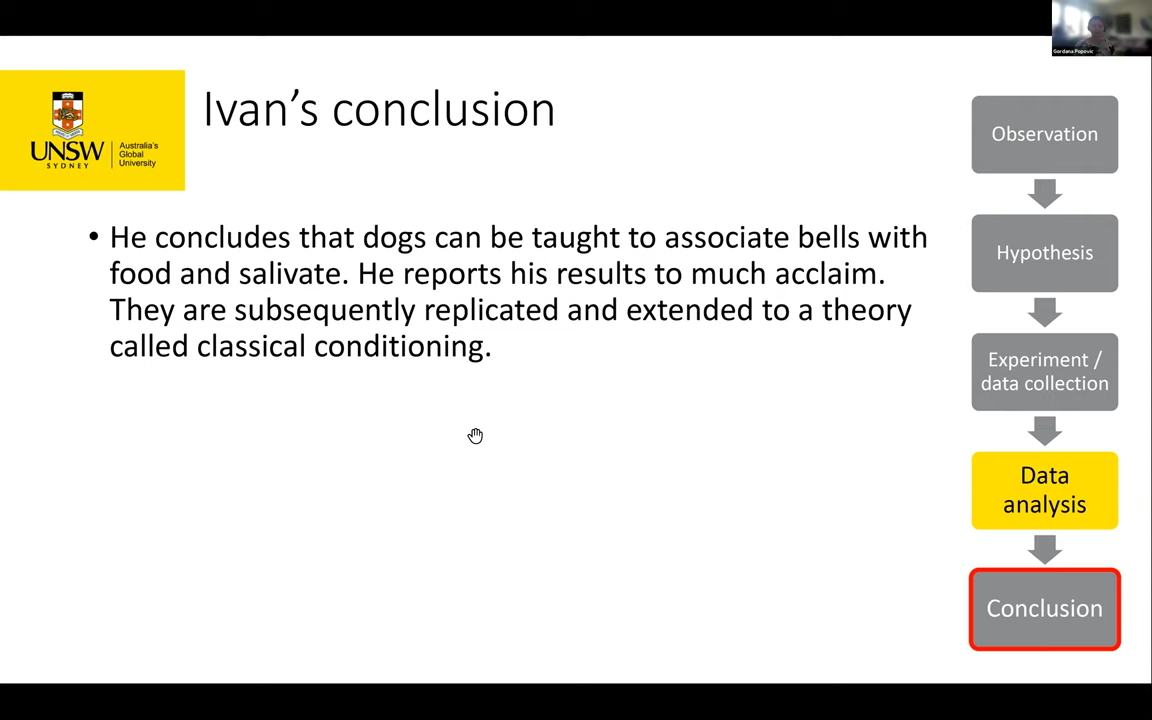 Gordana Popovic
Ivan's conclusion
UNSW
SYDNEY
Australia's
Global
University
• He concludes that dogs can be taught to associate bells with
food and salivate. He reports his results to much acclaim.
They are subsequently replicated and extended to a theory
called classical conditioning.
Observation
Hypothesis
Experiment /
data collection
Data
analysis
Conclusion